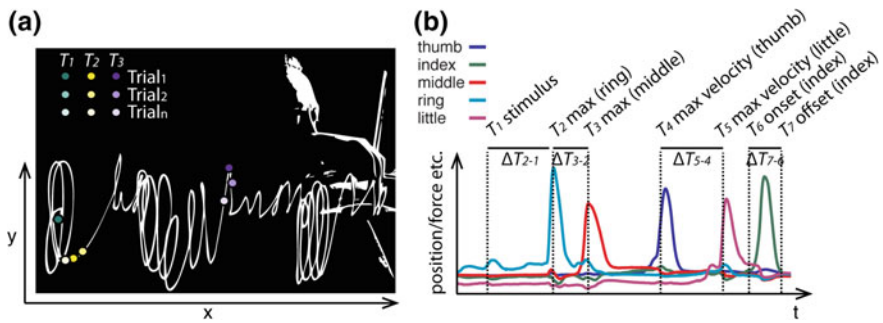 (a)
T1 T2 T3
Trial1
Trial2
Trialn
y
x
(b)
thumb
index
middle
ring
little
T1 stimulus
T2 max (ring)
T3 max (middle)
T4 max velocity (thumb)
T5 max velocity (little)
T6 onset (index)
T7 offset (index)
ΔT2-1 ΔT3-2 ΔT5-4 ΔT7-6
position/force etc.
t